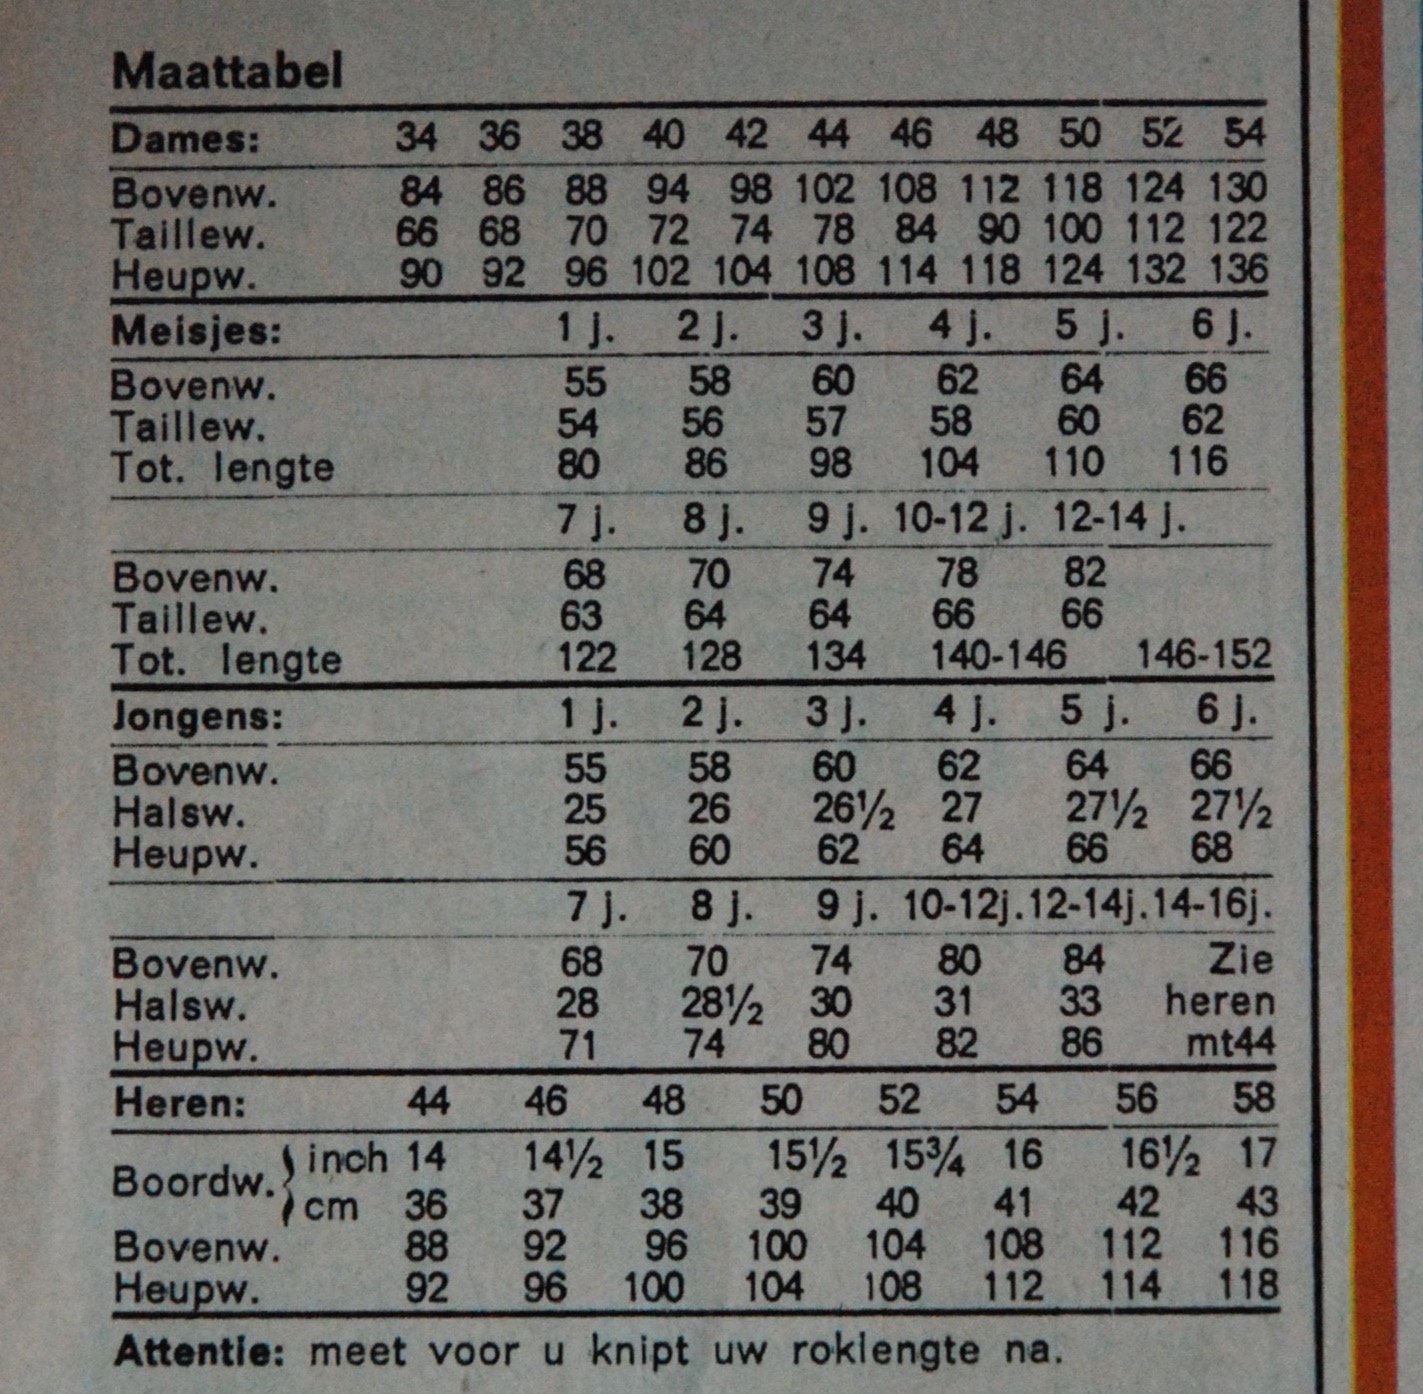 Maattabel
Dames: 34 36 38 40 42 44 46 48 50 52 54
Bovenw. 84 86 88 94 98 102 108 112 118 124 130
Taillew. 66 68 70 72 74 78 84 90 100 112 122
Heupw. 90 92 96 102 104 108 114 118 124 132 136
Meisjes: 1 j. 2 j. 3 j. 4 j. 5 j. 6 j.
Bovenw. 55 58 60 62 64 66
Taillew. 54 56 57 58 60 62
Tot. lengte 80 86 98 104 110 116
7 j. 8 j. 9 j. 10-12 j. 12-14 j.
Bovenw. 68 70 74 78 82
Taillew. 63 64 64 66 66
Tot. lengte 122 128 134 140-146 146-152
Jongens: 1 j. 2 j. 3 j. 4 j. 5 j. 6 j.
Bovenw. 55 58 60 62 64 66
Halsw. 25 26 26½ 27 27½ 27½
Heupw. 56 60 62 64 66 68
7 j. 8 j. 9 j. 10-12j. 12-14j. 14-16j.
Bovenw. 68 70 74 80 84 Zie
Halsw. 28 28½ 30 31 33 heren
Heupw. 71 74 80 82 86 mt44
Heren: 44 46 48 50 52 54 56 58
Boordw. { inch 14 14½ 15 15½ 15¾ 16 16½ 17
cm 36 37 38 39 40 41 42 43
Bovenw. 88 92 96 100 104 108 112 116
Heupw. 92 96 100 104 108 112 114 118
Attentie: meet voor u knipt uw roklengte na.